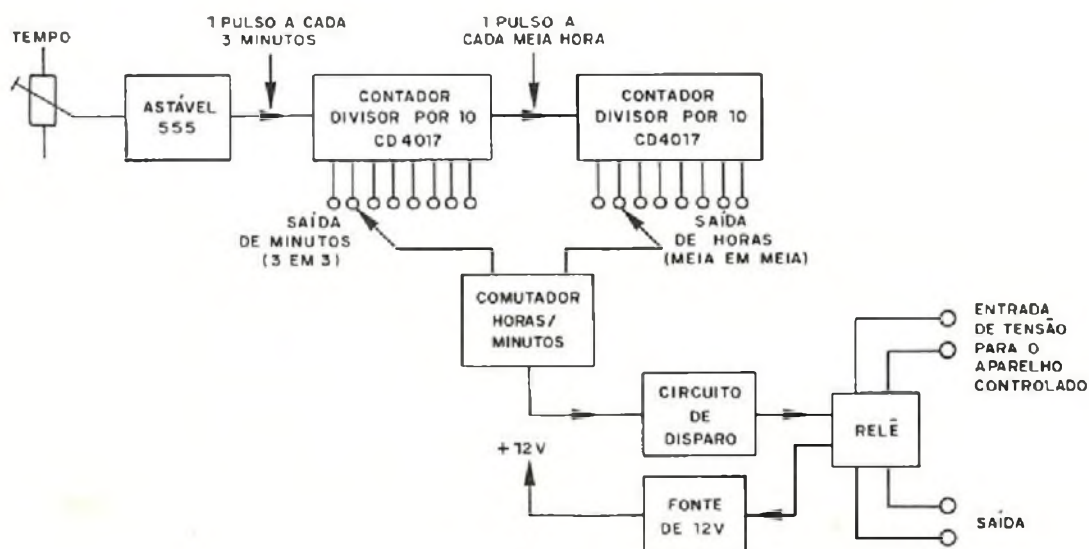 TEMPO
1 PULSO A CADA
3 MINUTOS
1 PULSO A
CADA MEIA HORA
ASTÁVEL
555
CONTADOR
DIVISOR POR 10
CD4017
CONTADOR
DIVISOR POR 10
CD4017
SAÍDA
DE MINUTOS
(3 EM 3)
SAÍDA
DE HORAS
(MEIA EM MEIA)
COMUTADOR
HORAS/
MINUTOS
ENTRADA
DE TENSÃO
PARA O
APARELHO
CONTROLADO
CIRCUITO
DE
DISPARO
RELÊ
+12V
FONTE
DE 12V
SAÍDA